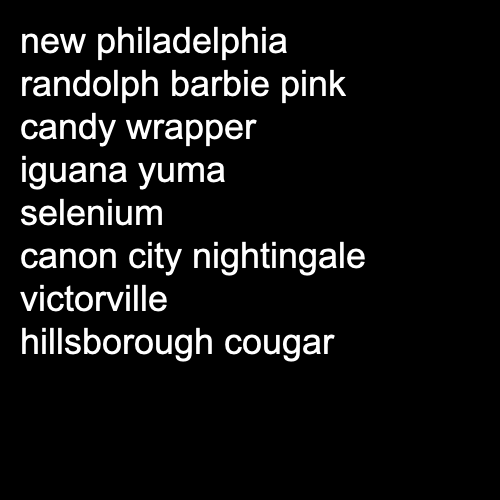 new philadelphia
randolph barbie pink
candy wrapper
iguana yuma
selenium
canon city nightingale
victorville
hillsborough cougar